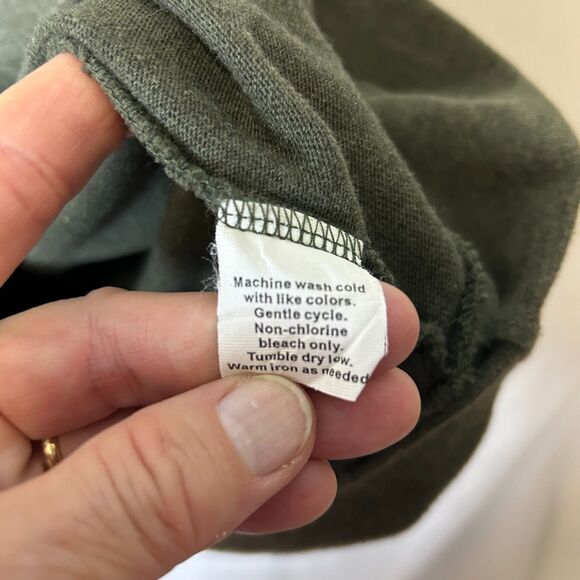 Machine wash cold
with like colors.
Gentle cycle.
Non-chlorine
bleach only.
Tumble dry low.
Warm iron as needed